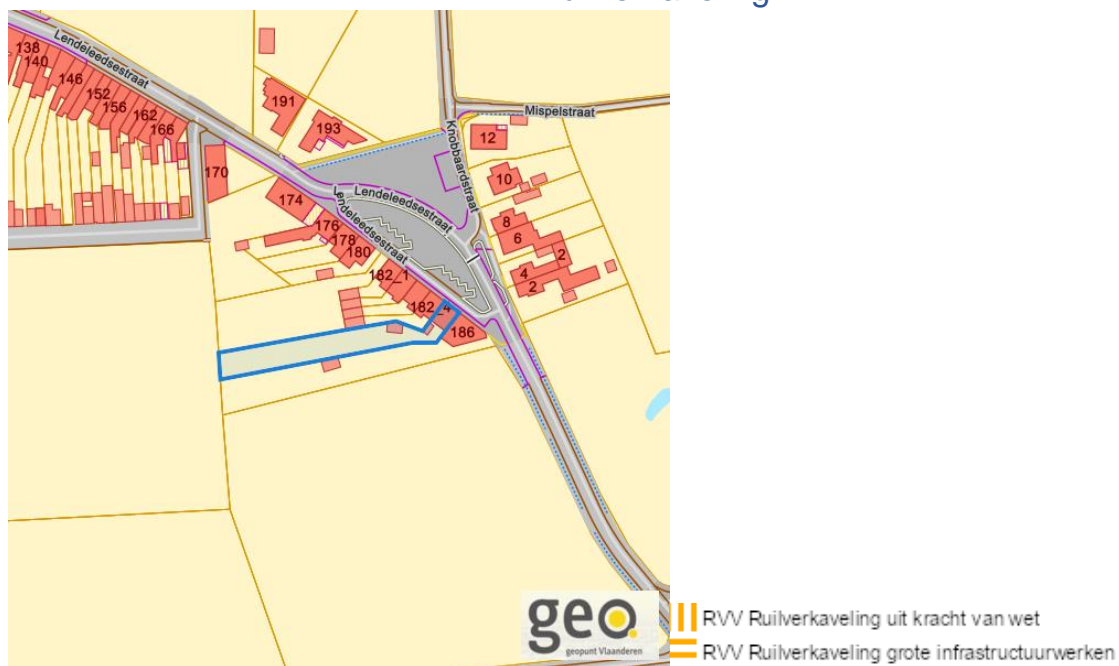 138
140
146
152
156
162
166
170
Lendeleedsestraat
191
193
Mispelstraat
Knobbaardstraat
12
10
8
6
2
4
2
174
176
178
180
Lendeleedsestraat
Lendeleedsestraat
182_1
182_4
186
geo
geopunt Vlaanderen
RVV Ruilverkaveling uit kracht van wet
RVV Ruilverkaveling grote infrastructuurwerken